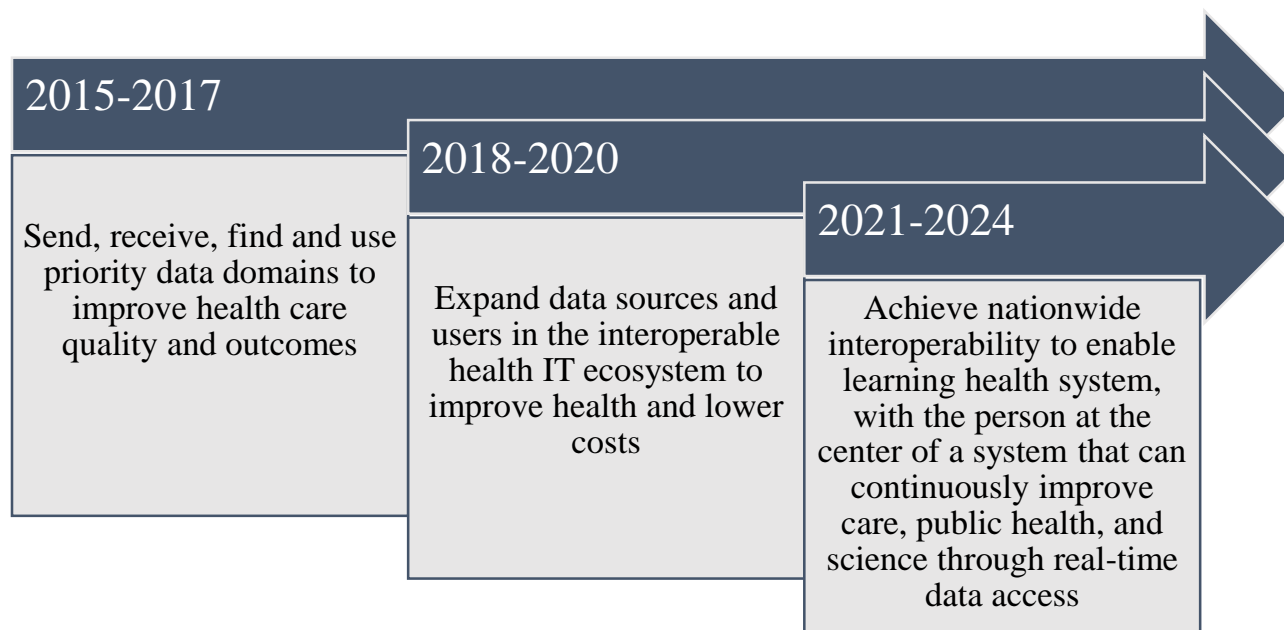 2015-2017
Send, receive, find and use
priority data domains to
improve health care
quality and outcomes
2018-2020
Expand data sources and
users in the interoperable
health IT ecosystem to
improve health and lower
costs
2021-2024
Achieve nationwide
interoperability to enable
learning health system,
with the person at the
center of a system that can
continuously improve
care, public health, and
science through real-time
data access